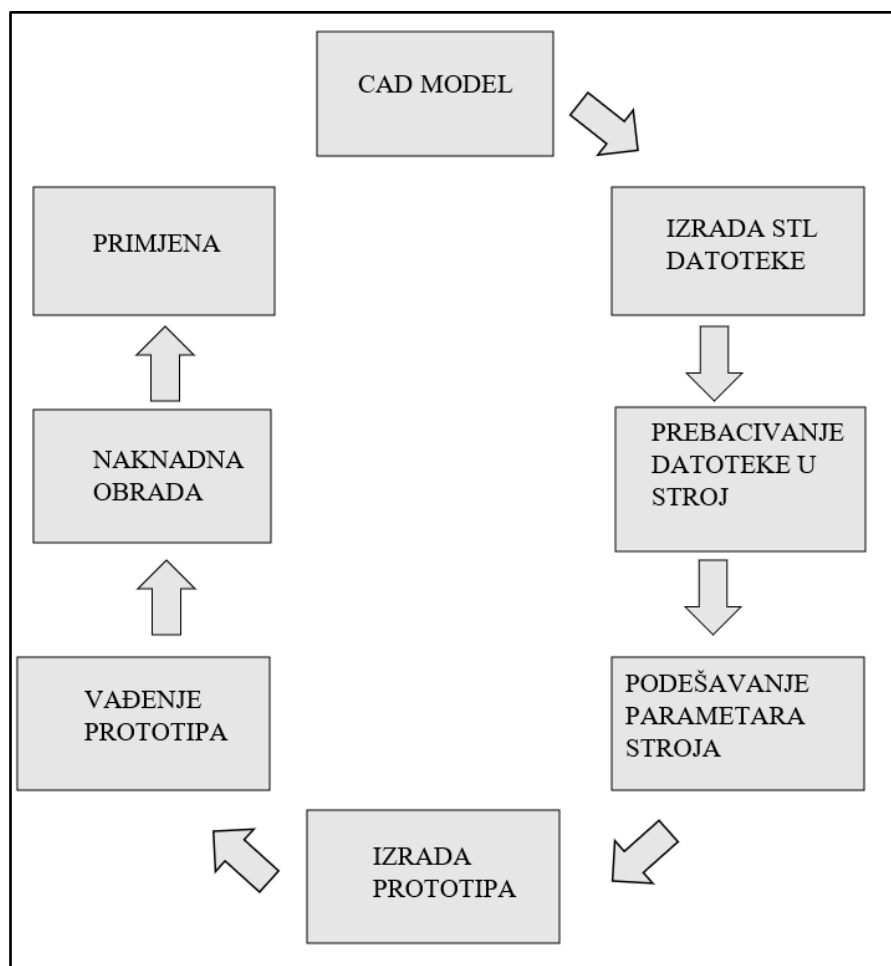 CAD MODEL
IZRADA STL
DATOTEKE
PREBACIVANJE
DATOTEKE U
STROJ
PODEŠAVANJE
PARAMETARA
STROJA
IZRADA
PROTOTIPA
VAĐENJE
PROTOTIPA
NAKNADNA
OBRADA
PRIMJENA